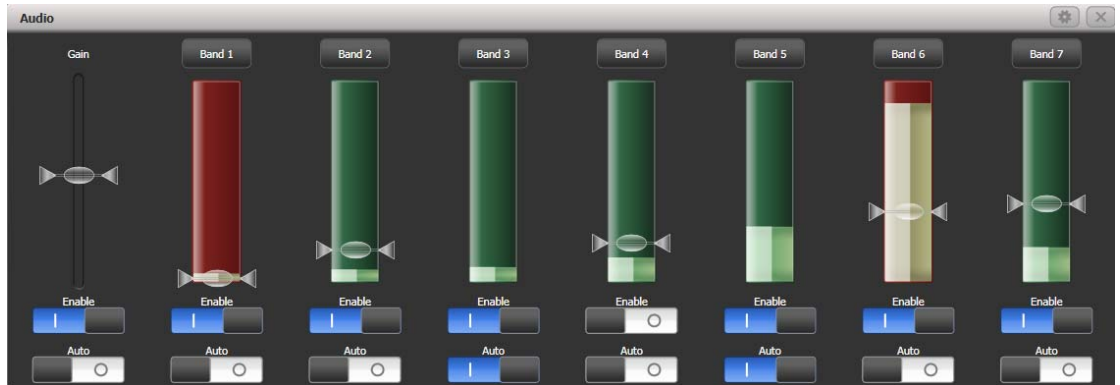 Audio
Gain Band 1 Band 2 Band 3 Band 4 Band 5 Band 6 Band 7
Enable Enable Enable Enable Enable Enable Enable Enable
Auto Auto Auto Auto Auto Auto Auto Auto